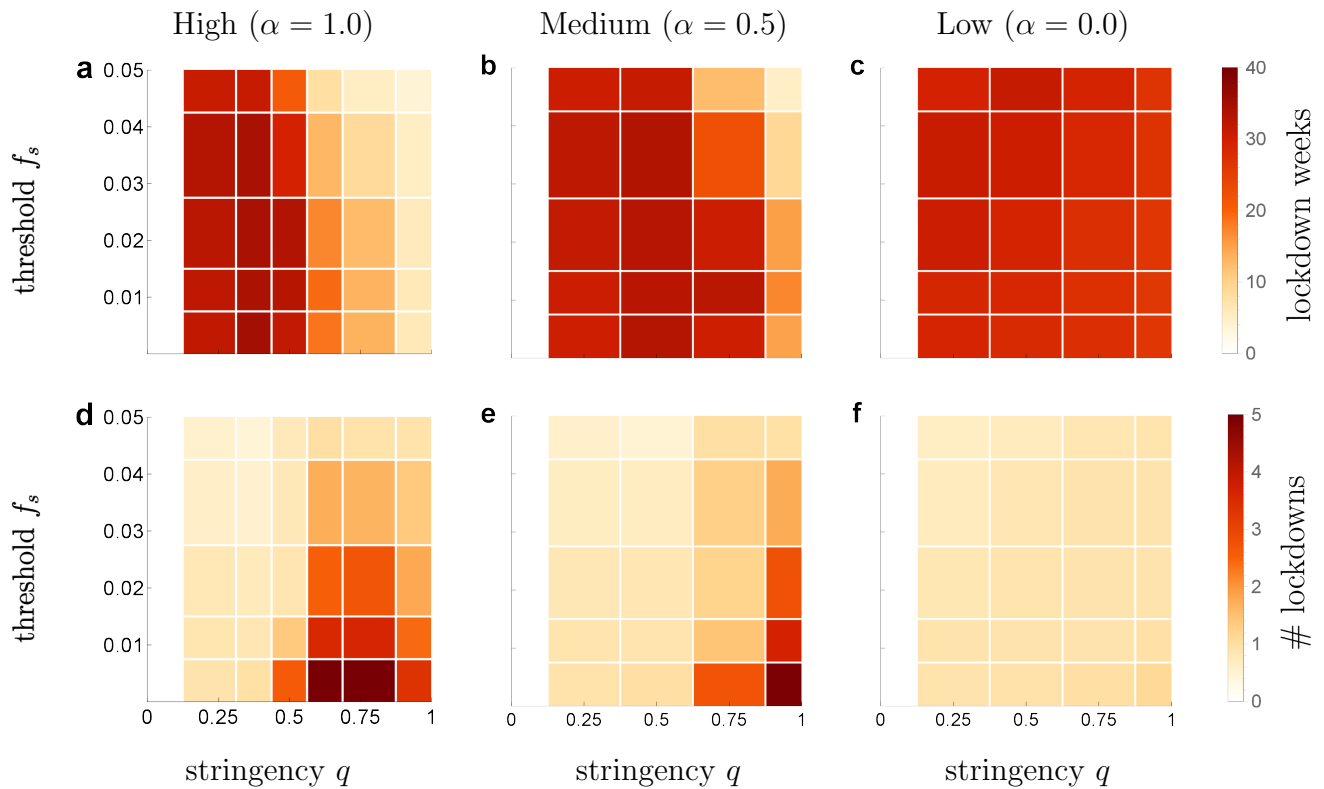 High (α = 1.0)
Medium (α = 0.5)
Low (α = 0.0)
a
b
c
threshold fₛ
0.05
0.04
0.03
0.02
0.01
40
30
20
10
0
lockdown weeks
d
e
f
threshold fₛ
0.05
0.04
0.03
0.02
0.01
0 0.25 0.5 0.75 1
0 0.25 0.5 0.75 1
0 0.25 0.5 0.75 1
5
4
3
2
1
0
# lockdowns
stringency q
stringency q
stringency q